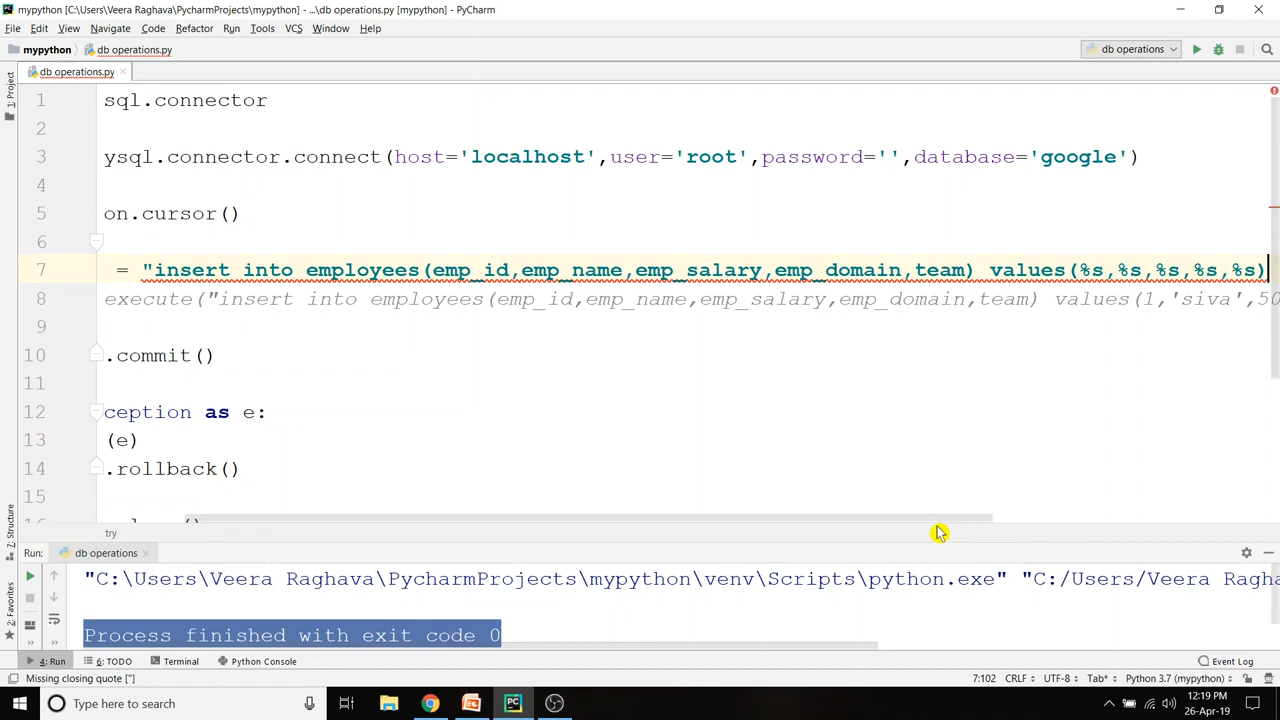 mypython [C:\Users\Veera Raghava\PycharmProjects\mypython] - ...\db operations.py [mypython] - PyCharm
File Edit View Navigate Code Refactor Run Tools VCS Window Help
mypython db operations.py db operations
db operations.py
1: Project
1 sql.connector
2
3 ysql.connector.connect(host='localhost',user='root',password='',database='google')
4
5 on.cursor()
6
7 = "insert into employees(emp_id,emp_name,emp_salary,emp_domain,team) values(%s,%s,%s,%s,%s)
8 execute("insert into employees(emp_id,emp_name,emp_salary,emp_domain,team) values(1,'siva',50
9
10 .commit()
11
12 ception as e:
13 (e)
14 .rollback()
15
7: Structure
try
Run: db operations
2: Favorites
"C:\Users\Veera Raghava\PycharmProjects\mypython\venv\Scripts\python.exe" "C:/Users/Veera Ragha
Process finished with exit code 0
4: Run 6: TODO Terminal Python Console Event Log
Missing closing quote ["] 7:102 CRLF UTF-8 Tab* Python 3.7 (mypython)
Type here to search
12:19 PM
26-Apr-19